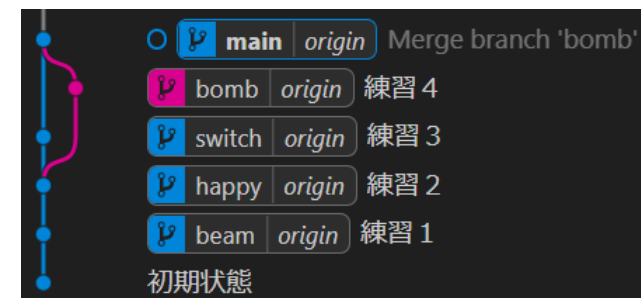 main origin Merge branch 'bomb'
bomb origin 練習４
switch origin 練習３
happy origin 練習２
beam origin 練習１
初期状態